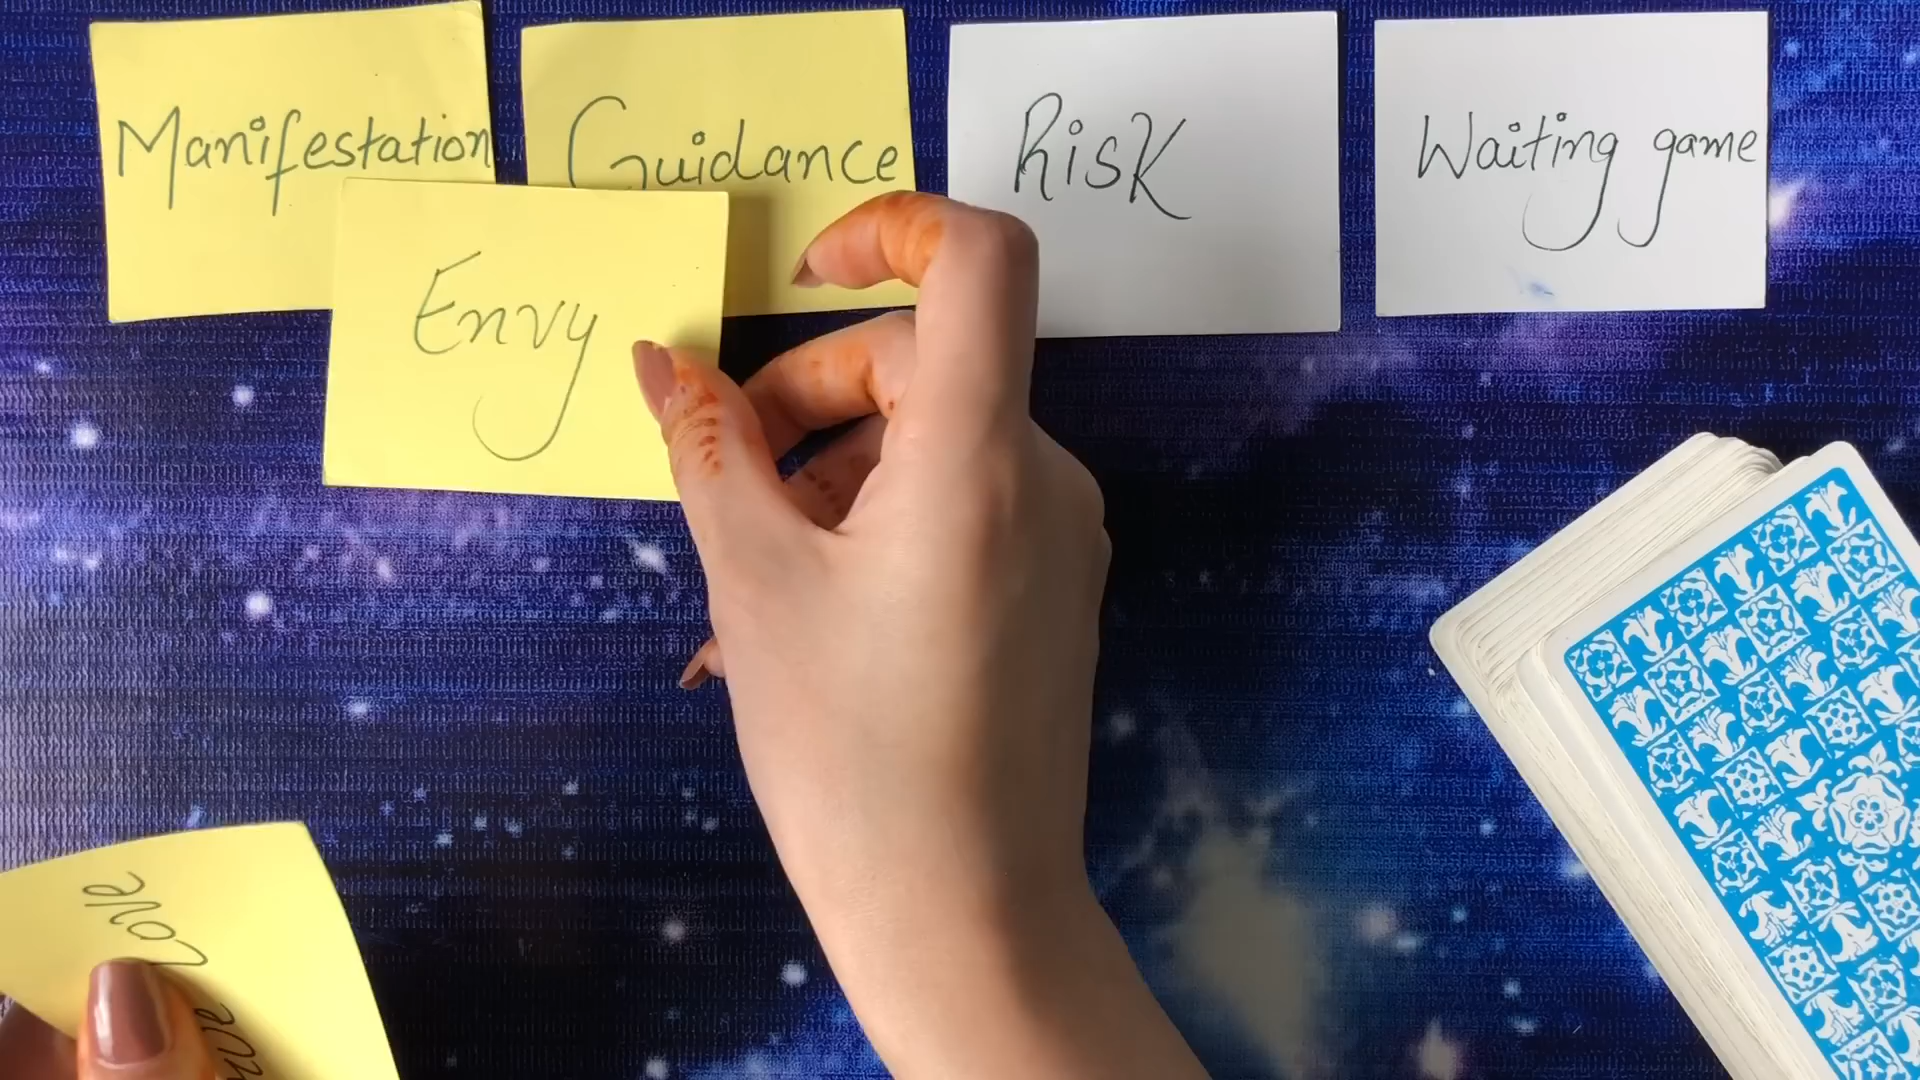 Manifestation
Guidance
Risk
Waiting game
Envy
Love